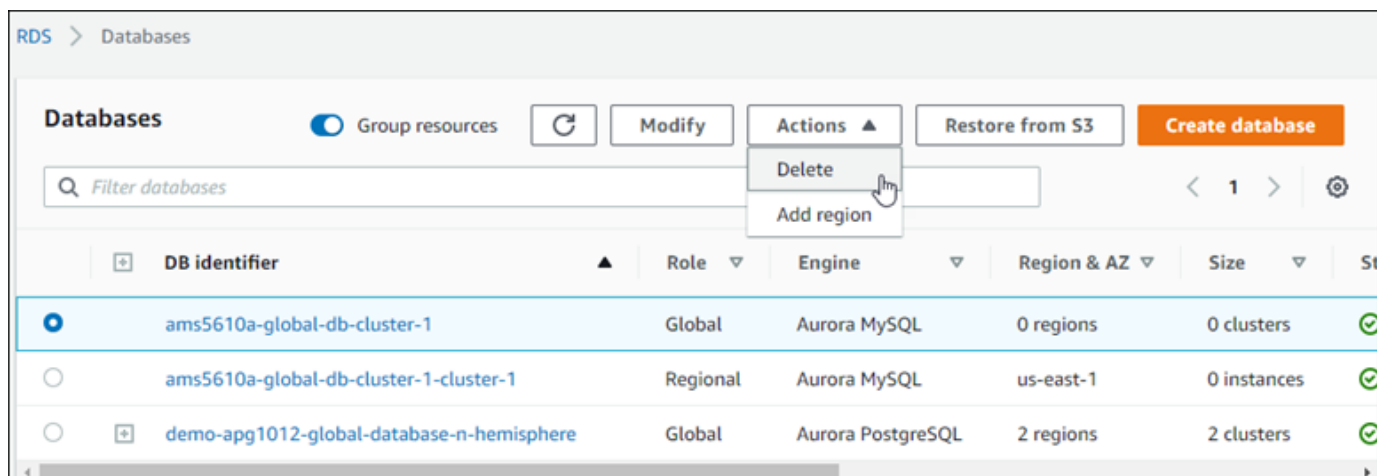 RDS > Databases
Databases Group resources Modify Actions ▲ Restore from S3 Create database
Filter databases Delete < 1 >
Add region
DB identifier ▲ Role ▽ Engine ▽ Region & AZ ▽ Size ▽ St
ams5610a-global-db-cluster-1 Global Aurora MySQL 0 regions 0 clusters
ams5610a-global-db-cluster-1-cluster-1 Regional Aurora MySQL us-east-1 0 instances
demo-apg1012-global-database-n-hemisphere Global Aurora PostgreSQL 2 regions 2 clusters